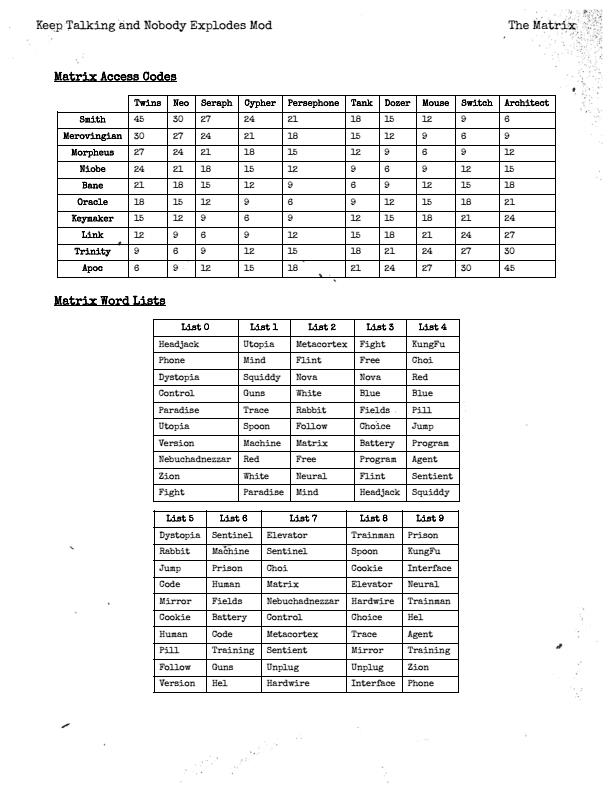 Keep Talking and Nobody Explodes Mod The Matrix
Matrix Access Codes
Twins Neo Seraph Cypher Persephone Tank Dozer Mouse Switch Architect
Smith 45 30 27 24 21 18 15 12 9 6
Merovingian 30 27 24 21 18 15 12 9 6 9
Morpheus 27 24 21 18 15 12 9 6 9 12
Niobe 24 21 18 15 12 9 6 9 12 15
Bane 21 18 15 12 9 6 9 12 15 18
Oracle 18 15 12 9 6 9 12 15 18 21
Keymaker 15 12 9 6 9 12 15 18 21 24
Link 12 9 6 9 12 15 18 21 24 27
Trinity 9 6 9 12 15 18 21 24 27 30
Apoc 6 9 12 15 18 21 24 27 30 45
Matrix Word Lists
List 0 List 1 List 2 List 3 List 4
Headjack Utopia Metacortex Fight KungFu
Phone Mind Flint Free Choi
Dystopia Squiddy Nova Nova Red
Control Guns White Blue Blue
Paradise Trace Rabbit Fields Pill
Utopia Spoon Follow Choice Jump
Version Machine Matrix Battery Program
Nebuchadnezzar Red Free Program Agent
Zion White Neural Flint Sentient
Fight Paradise Mind Headjack Squiddy
List 5 List 6 List 7 List 8 List 9
Dystopia Sentinel Elevator Trainman Prison
Rabbit Machine Sentinel Spoon KungFu
Jump Prison Choi Cookie Interface
Code Human Matrix Elevator Neural
Mirror Fields Nebuchadnezzar Hardwire Trainman
Cookie Battery Control Choice Hel
Human Code Metacortex Trace Agent
Pill Training Sentient Mirror Training
Follow Guns Unplug Unplug Zion
Version Hel Hardwire Interface Phone